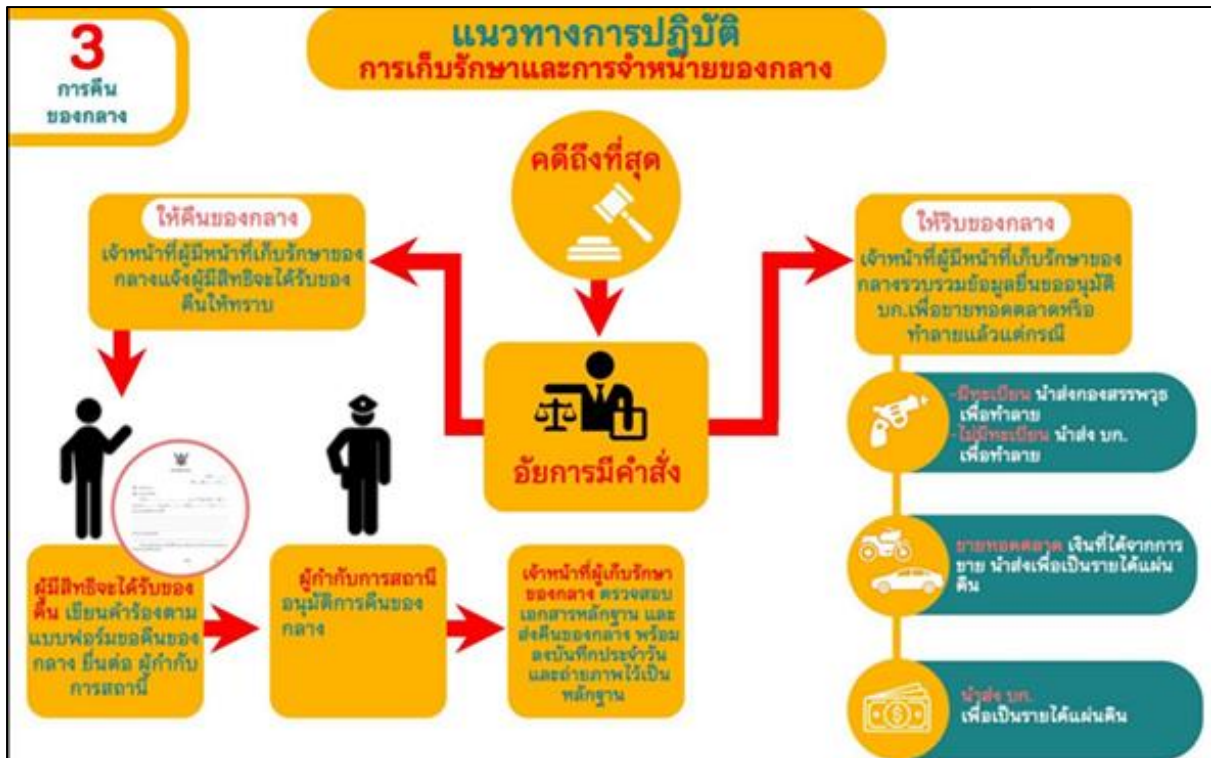 3
การคืน
ของกลาง
แนวทางการปฏิบัติ
การเก็บรักษาและการจำหน่ายของกลาง
คดีถึงที่สุด
ให้คืนของกลาง
เจ้าหน้าที่ผู้มีหน้าที่เก็บรักษาของ
กลางแจ้งผู้มีสิทธิจะได้รับของ
คืนให้ทราบ
อัยการมีคำสั่ง
ให้ริบของกลาง
เจ้าหน้าที่ผู้มีหน้าที่เก็บรักษาของ
กลางรวบรวมข้อมูลยื่นขออนุมัติ
บก.เพื่อขายทอดตลาดหรือ
ทำลายแล้วแต่กรณี
-มีทะเบียน นำส่งกองสรรพวุธ
เพื่อทำลาย
-ไม่มีทะเบียน นำส่ง บก.
เพื่อทำลาย
ขายทอดตลาด เงินที่ได้จากการ
ขาย นำส่งเพื่อเป็นรายได้แผ่น
ดิน
นำส่ง บก.
เพื่อเป็นรายได้แผ่นดิน
ผู้มีสิทธิจะได้รับของ
คืน เขียนคำร้องตาม
แบบฟอร์มขอคืนของ
กลาง ยื่นต่อ ผู้กำกับ
การสถานี
ผู้กำกับการสถานี
อนุมัติการคืนของ
กลาง
เจ้าหน้าที่ผู้เก็บรักษา
ของกลาง ตรวจสอบ
เอกสารหลักฐาน และ
ส่งคืนของกลาง พร้อม
ลงบันทึกประจำวัน
และถ่ายภาพไว้เป็น
หลักฐาน